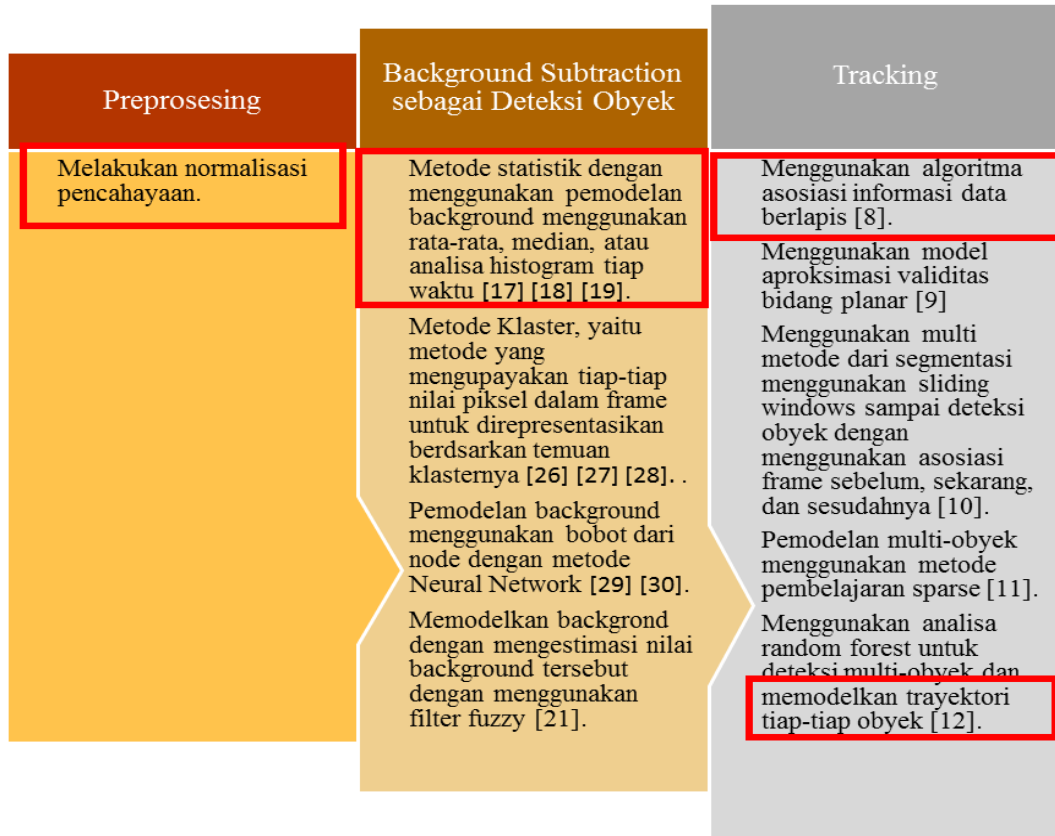 Preprosesing
Melakukan normalisasi
pencahayaan.
Background Subtraction
sebagai Deteksi Obyek
Metode statistik dengan
menggunakan pemodelan
background menggunakan
rata-rata, median, atau
analisa histogram tiap
waktu [17] [18] [19].
Metode Klaster, yaitu
metode yang
mengupayakan tiap-tiap
nilai piksel dalam frame
untuk direpresentasikan
berdsarkan temuan
klasternya [26] [27] [28]. .
Pemodelan background
menggunakan bobot dari
node dengan metode
Neural Network [29] [30].
Memodelkan backgrond
dengan mengestimasi nilai
background tersebut
dengan menggunakan
filter fuzzy [21].
Tracking
Menggunakan algoritma
asosiasi informasi data
berlapis [8].
Menggunakan model
aproksimasi validitas
bidang planar [9]
Menggunakan multi
metode dari segmentasi
menggunakan sliding
windows sampai deteksi
obyek dengan
menggunakan asosiasi
frame sebelum, sekarang,
dan sesudahnya [10].
Pemodelan multi-obyek
menggunakan metode
pembelajaran sparse [11].
Menggunakan analisa
random forest untuk
deteksi multi-obyek dan
memodelkan trayektori
tiap-tiap obyek [12].